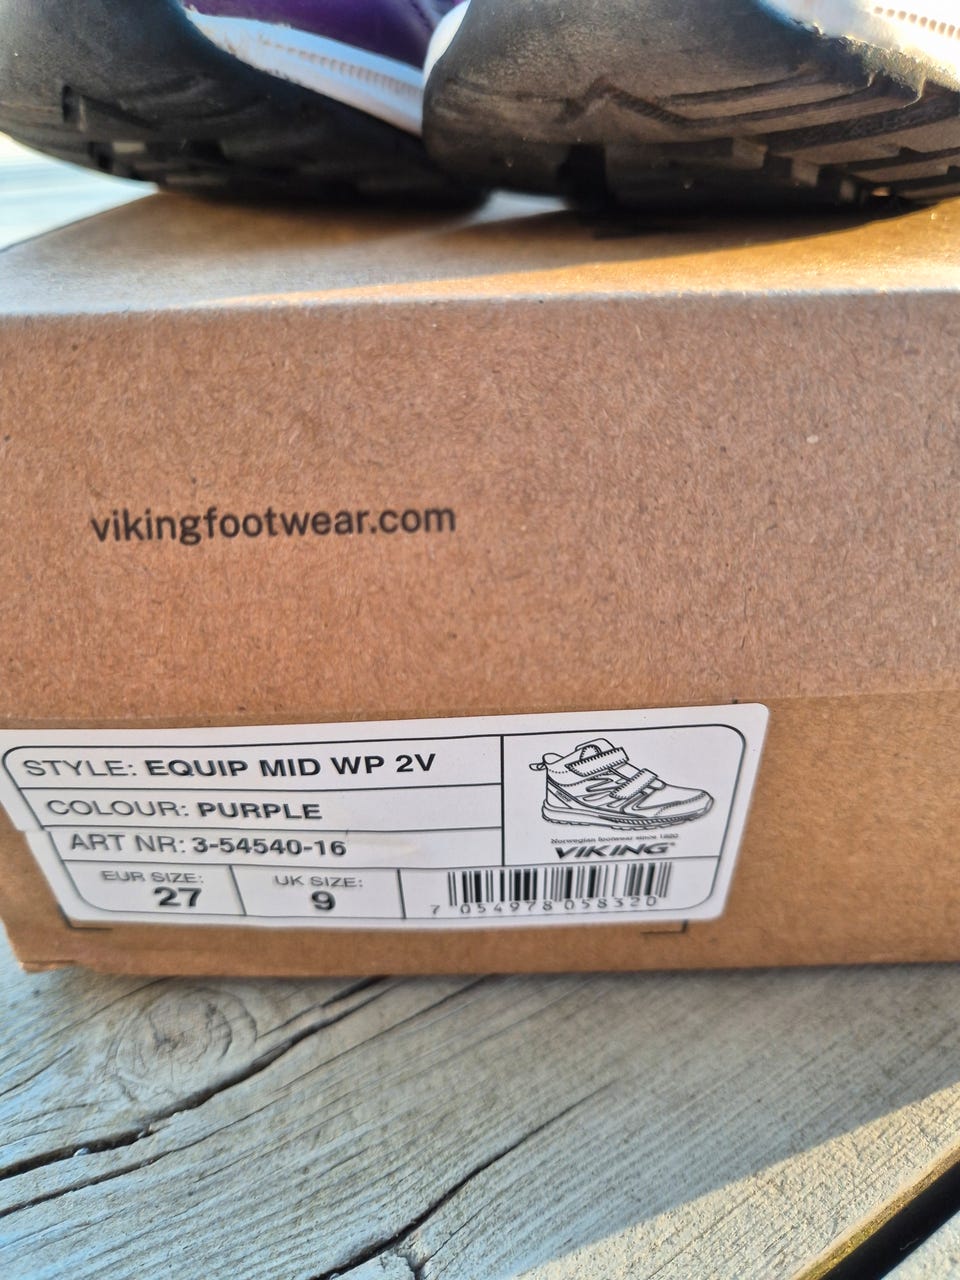 vikingfootwear.com
STYLE: EQUIP MID WP 2V
COLOUR: PURPLE
ART NR: 3-54540-16
EUR SIZE:
27
UK SIZE:
9
Norwegian footwear since 1920
VIKING®
7 054978 058320